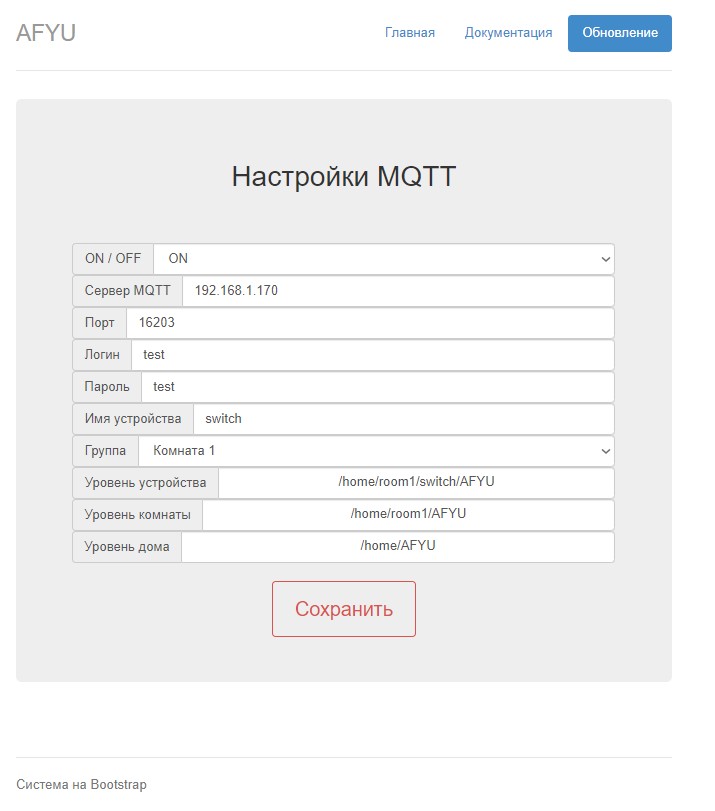 AFYU Главная Документация Обновление
Настройки MQTT
ON / OFF ON
Сервер MQTT 192.168.1.170
Порт 16203
Логин test
Пароль test
Имя устройства switch
Группа Комната 1
Уровень устройства /home/room1/switch/AFYU
Уровень комнаты /home/room1/AFYU
Уровень дома /home/AFYU
Сохранить
Система на Bootstrap